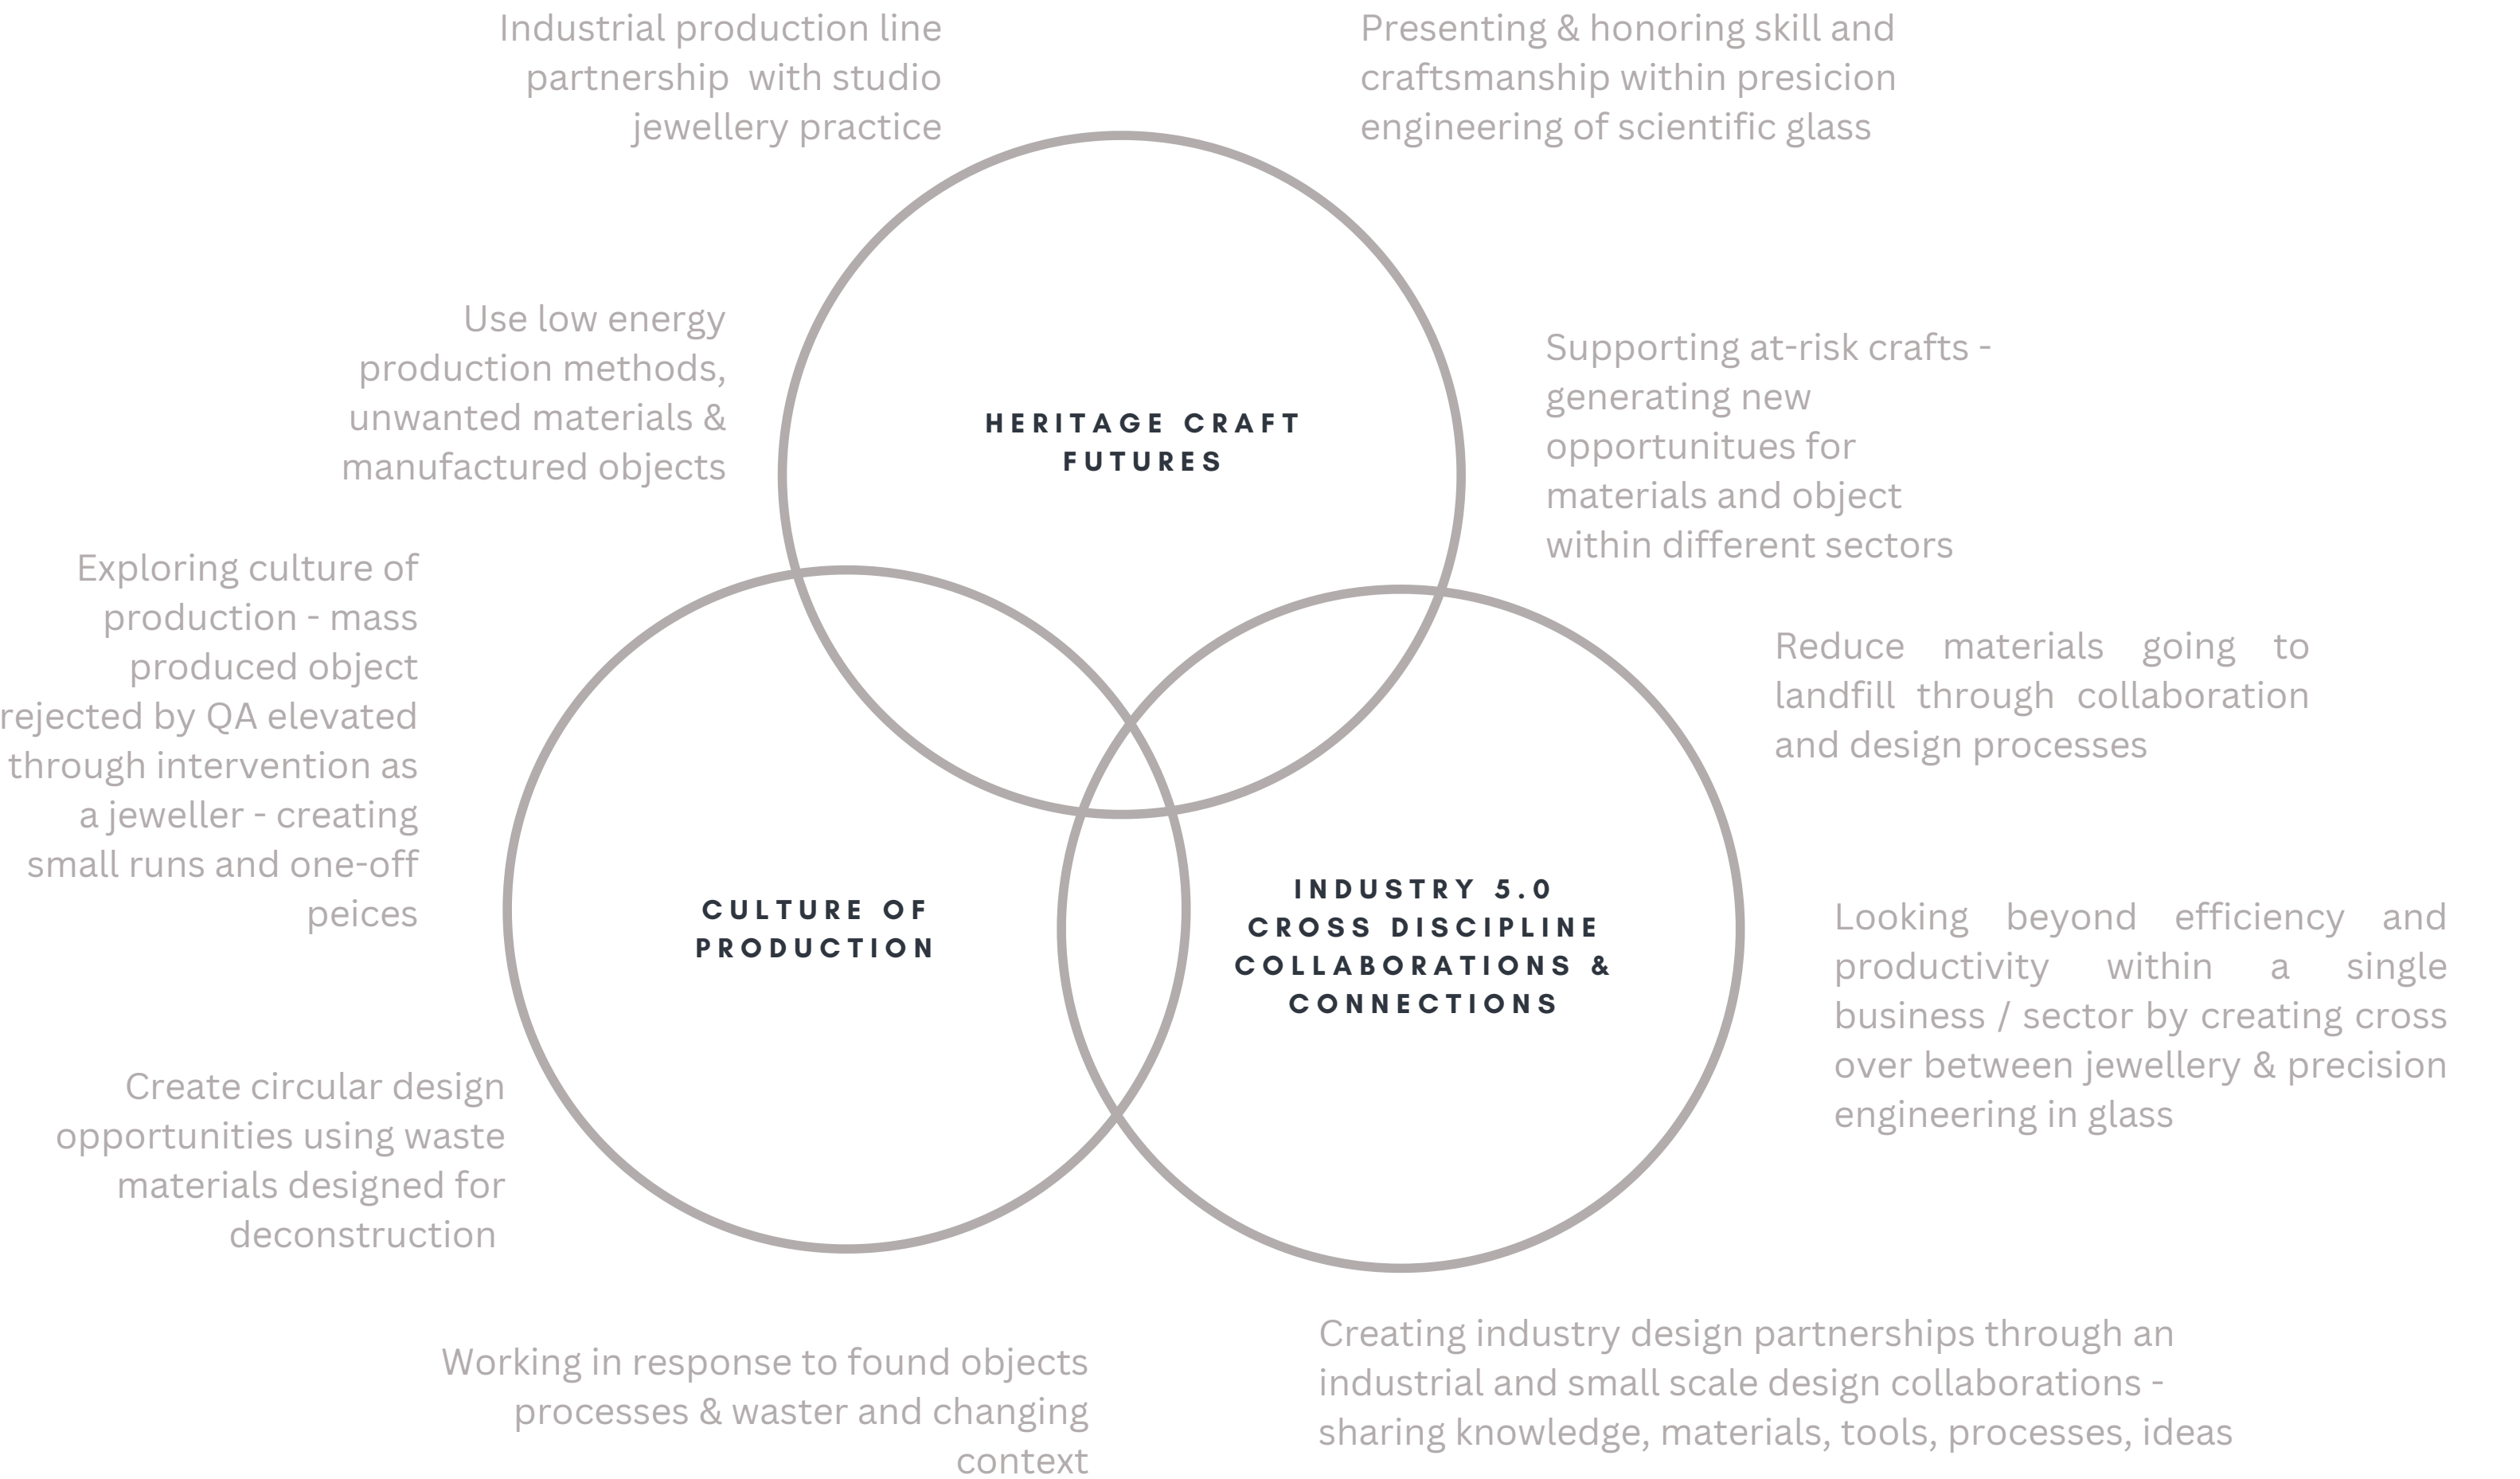 Industrial production line
partnership  with studio
jewellery practice
Presenting & honoring skill and
craftsmanship within presicion
engineering of scientific glass
Use low energy
production methods,
unwanted materials &
manufactured objects
HERITAGE CRAFT
FUTURES
Supporting at-risk crafts -
generating new
opportunitues for
materials and object
within different sectors
Exploring culture of
production - mass
produced object
rejected by QA elevated
through intervention as
a jeweller - creating
small runs and one-off
peices
Reduce materials going to
landfill through collaboration
and design processes
CULTURE OF
PRODUCTION
INDUSTRY 5.0
CROSS DISCIPLINE
COLLABORATIONS &
CONNECTIONS
Looking beyond efficiency and
productivity within a single
business / sector by creating cross
over between jewellery & precision
engineering in glass
Create circular design
opportunities using waste
materials designed for
deconstruction
Working in response to found objects
processes & waster and changing
context
Creating industry design partnerships through an
industrial and small scale design collaborations -
sharing knowledge, materials, tools, processes, ideas